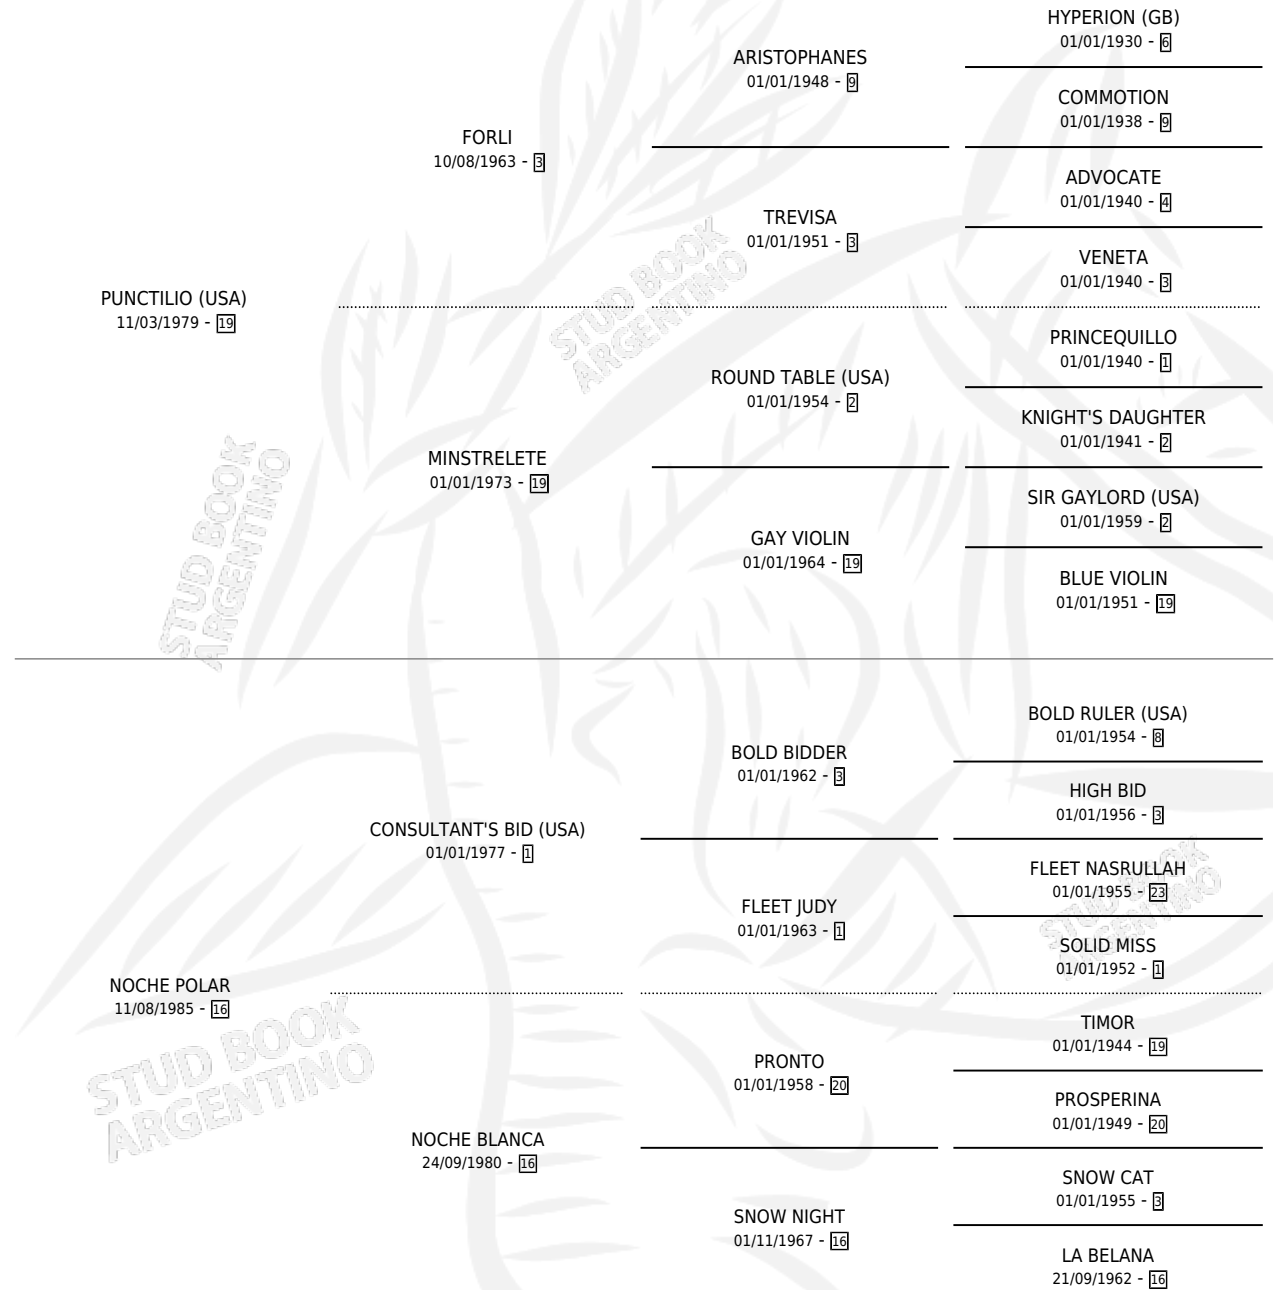 HYPERION (GB)
01/01/1930 - 6
ARISTOPHANES
01/01/1948 - 9
COMMOTION
01/01/1938 - 9
FORLI
10/08/1963 - 3
ADVOCATE
01/01/1940 - 4
TREVISA
01/01/1951 - 3
VENETA
01/01/1940 - 3
PUNCTILIO (USA)
11/03/1979 - 19
STUD BOOK
ARGENTINO
PRINCEQUILLO
01/01/1940 - 1
ROUND TABLE (USA)
01/01/1954 - 2
KNIGHT'S DAUGHTER
01/01/1941 - 2
MINSTRELETE
01/01/1973 - 19
SIR GAYLORD (USA)
01/01/1959 - 2
GAY VIOLIN
01/01/1964 - 19
BLUE VIOLIN
01/01/1951 - 19
STUD BOOK
ARGENTINO
BOLD RULER (USA)
01/01/1954 - 8
BOLD BIDDER
01/01/1962 - 3
HIGH BID
01/01/1956 - 3
CONSULTANT'S BID (USA)
01/01/1977 - 1
FLEET NASRULLAH
01/01/1955 - 23
FLEET JUDY
01/01/1963 - 1
STUD BOOK
ARGENTINO
SOLID MISS
01/01/1952 - 1
NOCHE POLAR
11/08/1985 - 16
TIMOR
01/01/1944 - 19
PRONTO
01/01/1958 - 20
PROSPERINA
01/01/1949 - 20
STUD BOOK
ARGENTINO
NOCHE BLANCA
24/09/1980 - 16
SNOW CAT
01/01/1955 - 3
SNOW NIGHT
01/11/1967 - 16
LA BELANA
21/09/1962 - 16